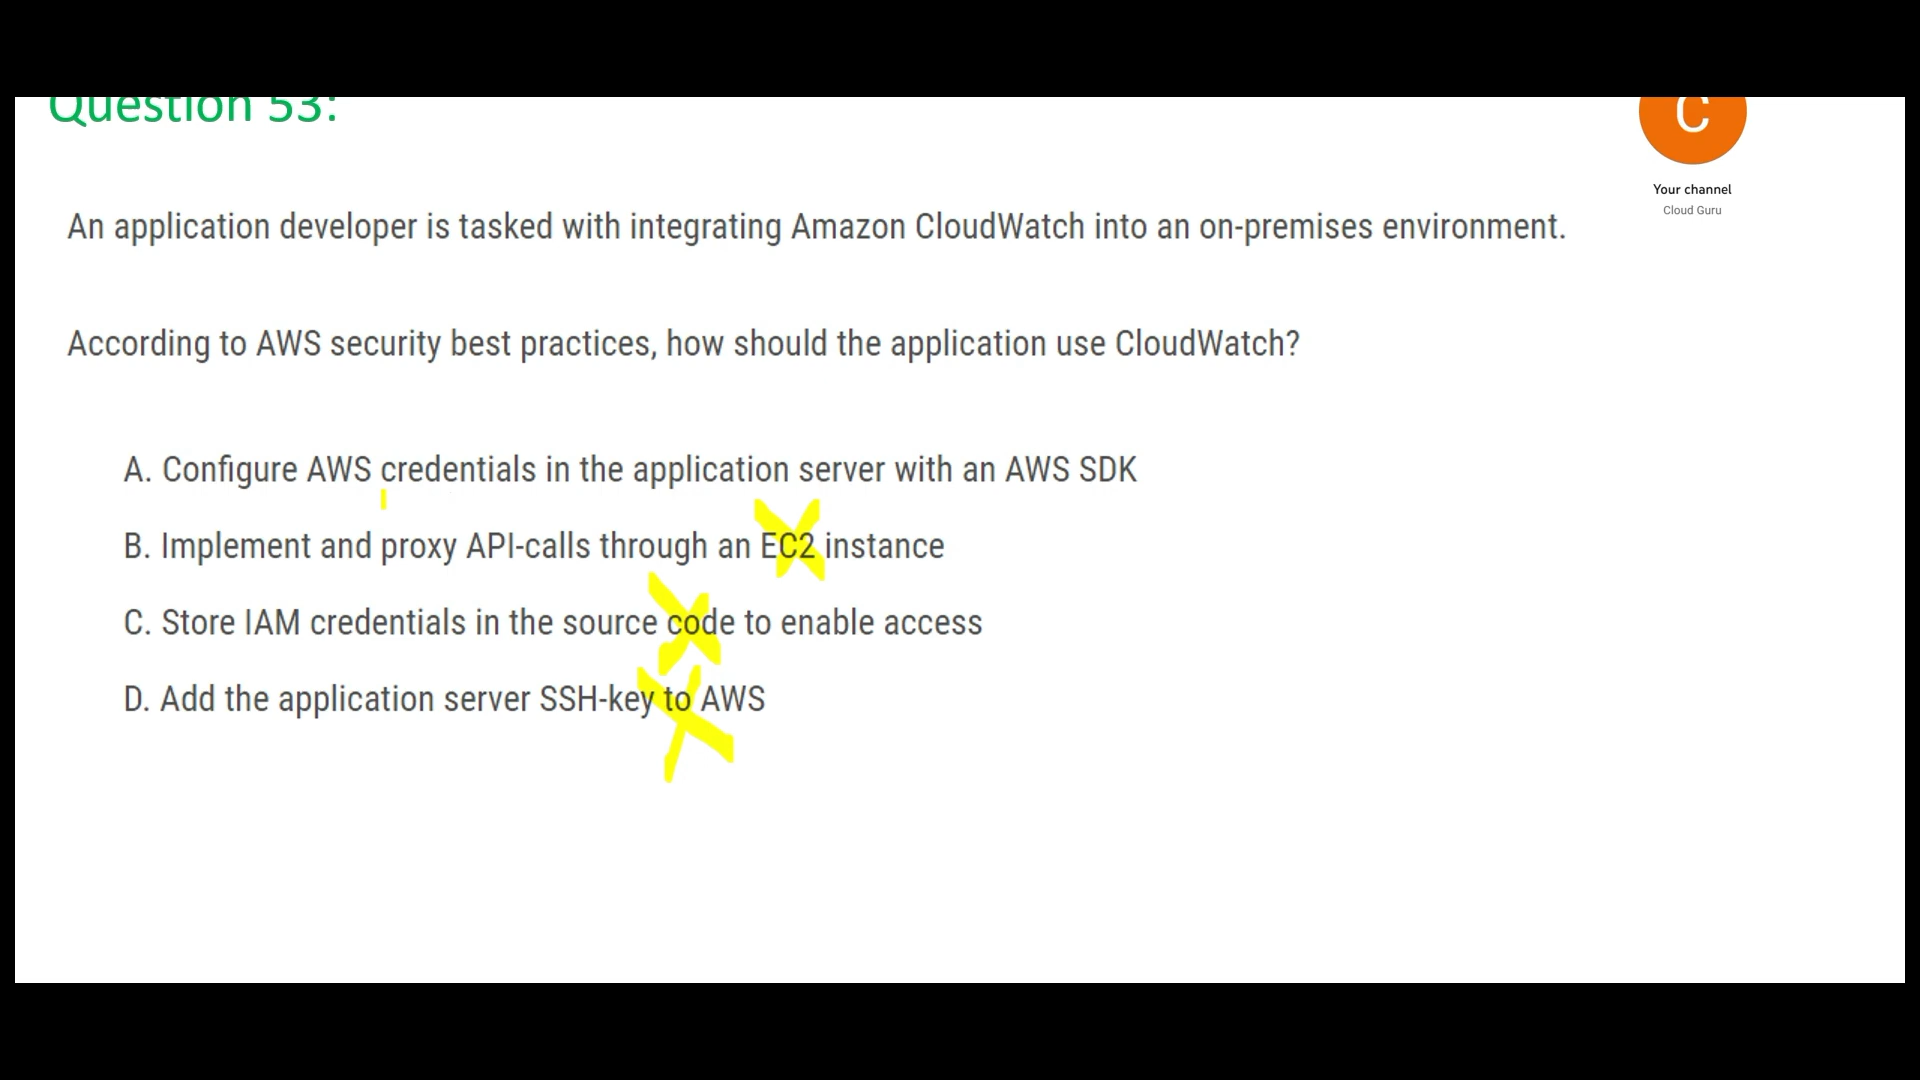 Question 53:
C
Your channel
Cloud Guru
An application developer is tasked with integrating Amazon CloudWatch into an on-premises environment.
According to AWS security best practices, how should the application use CloudWatch?
A. Configure AWS credentials in the application server with an AWS SDK
B. Implement and proxy API-calls through an EC2 instance
C. Store IAM credentials in the source code to enable access
D. Add the application server SSH-key to AWS